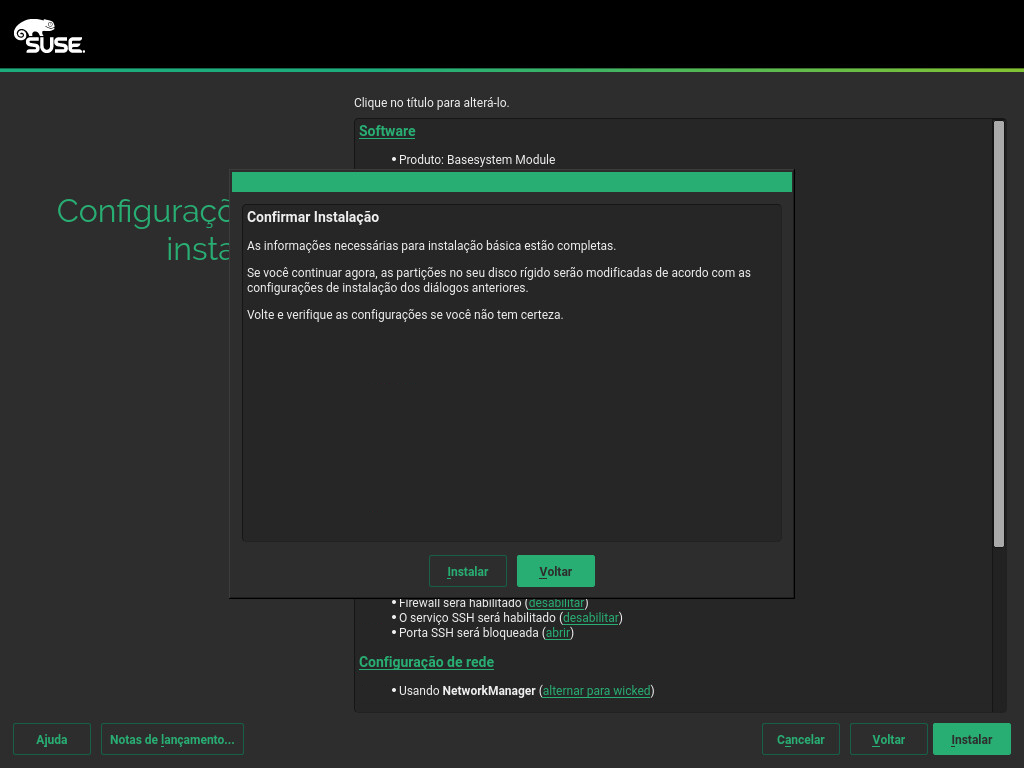 SUSE.
Clique no título para alterá-lo.
Software
• Produto: Basesystem Module
Confirmar Instalação
As informações necessárias para instalação básica estão completas.
Se você continuar agora, as partições no seu disco rígido serão modificadas de acordo com as
configurações de instalação dos diálogos anteriores.
Volte e verifique as configurações se você não tem certeza.
Instalar
Voltar
• Firewall será habilitado (desabilitar)
• O serviço SSH será habilitado (desabilitar)
• Porta SSH será bloqueada (abrir)
Configuração de rede
• Usando NetworkManager (alternar para wicked)
Ajuda
Notas de lançamento...
Cancelar
Voltar
Instalar